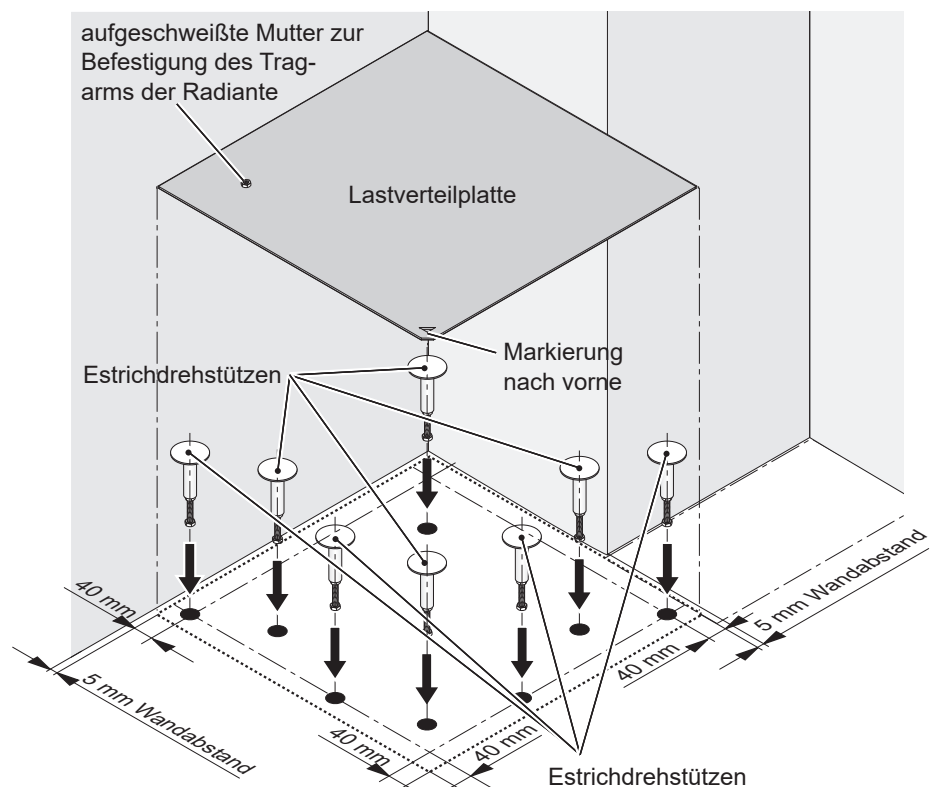 aufgeschweißte Mutter zur
Befestigung des Trag-
arms der Radiante
Lastverteilplatte
Markierung
nach vorne
Estrichdrehstützen
40 mm
5 mm Wandabstand
5 mm Wandabstand
40 mm
40 mm
40 mm
Estrichdrehstützen